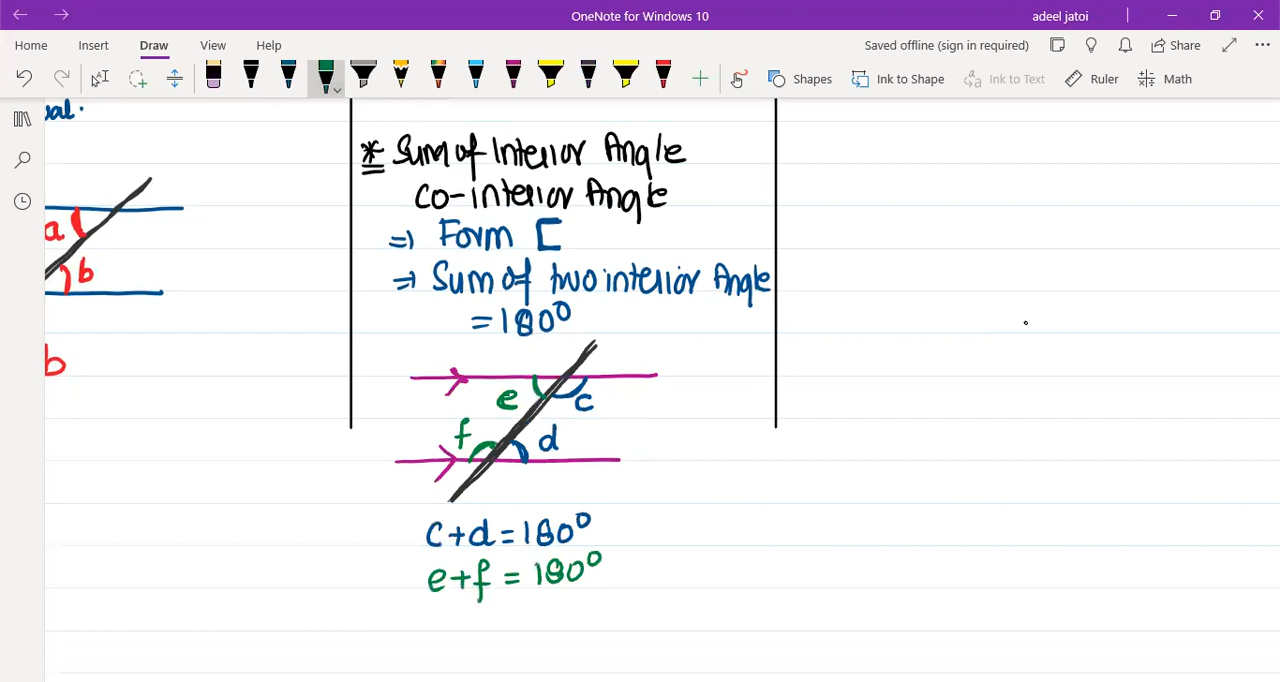 OneNote for Windows 10
adeel jatoi
Home Insert Draw View Help
Saved offline (sign in required)
Share
Shapes
Ink to Shape
Ink to Text
Ruler
Math
* Sum of Interior Angle
Co-interior Angle
⇒ Form [
⇒ Sum of two interior Angle
= 180°
a
b
b
e
c
f
d
c+d = 180°
e+f = 180°